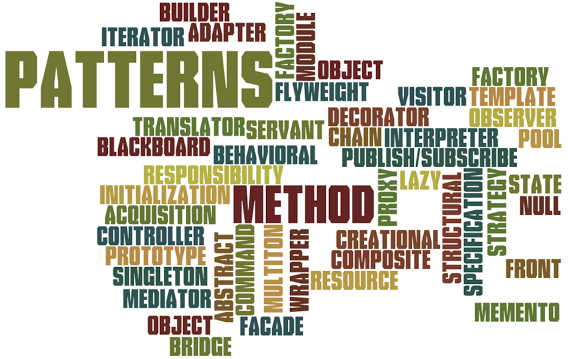 BUILDER
ITERATOR
ADAPTER
FACTORY
MODULE
PATTERNS
OBJECT
FLYWEIGHT
FACTORY
VISITOR
TEMPLATE
TRANSLATOR
SERVANT
DECORATOR
OBSERVER
BLACKBOARD
CHAIN
INTERPRETER
POOL
BEHAVIORAL
PUBLISH/SUBSCRIBE
RESPONSIBILITY
PROXY
LAZY
STRUCTURAL
SPECIFICATION
STRATEGY
STATE
INITIALIZATION
METHOD
NULL
ACQUISITION
CONTROLLER
CREATIONAL
PROTOTYPE
ABSTRACT
COMMAND
MULTITON
WRAPPER
COMPOSITE
SINGLETON
RESOURCE
FRONT
MEDIATOR
MEMENTO
OBJECT
FACADE
BRIDGE